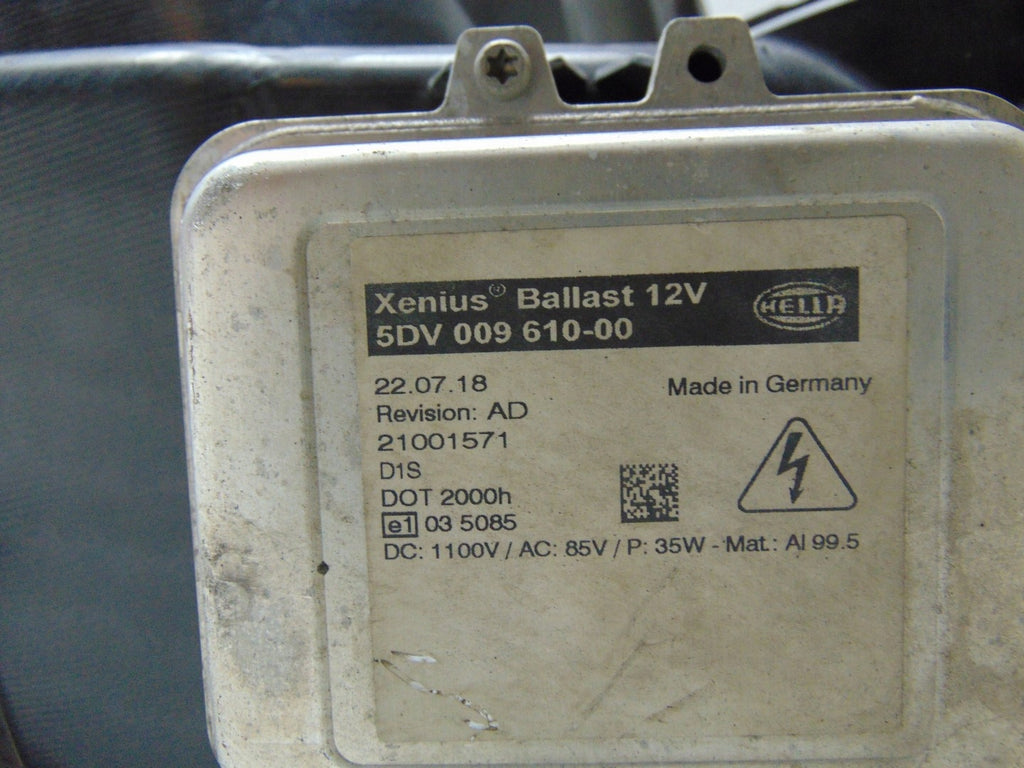 Xenius® Ballast 12V
5DV 009 610-00
HELLA
22.07.18
Made in Germany
Revision: AD
21001571
D1S
DOT 2000h
e1 03 5085
DC: 1100V / AC: 85V / P: 35W - Mat.: Al 99.5